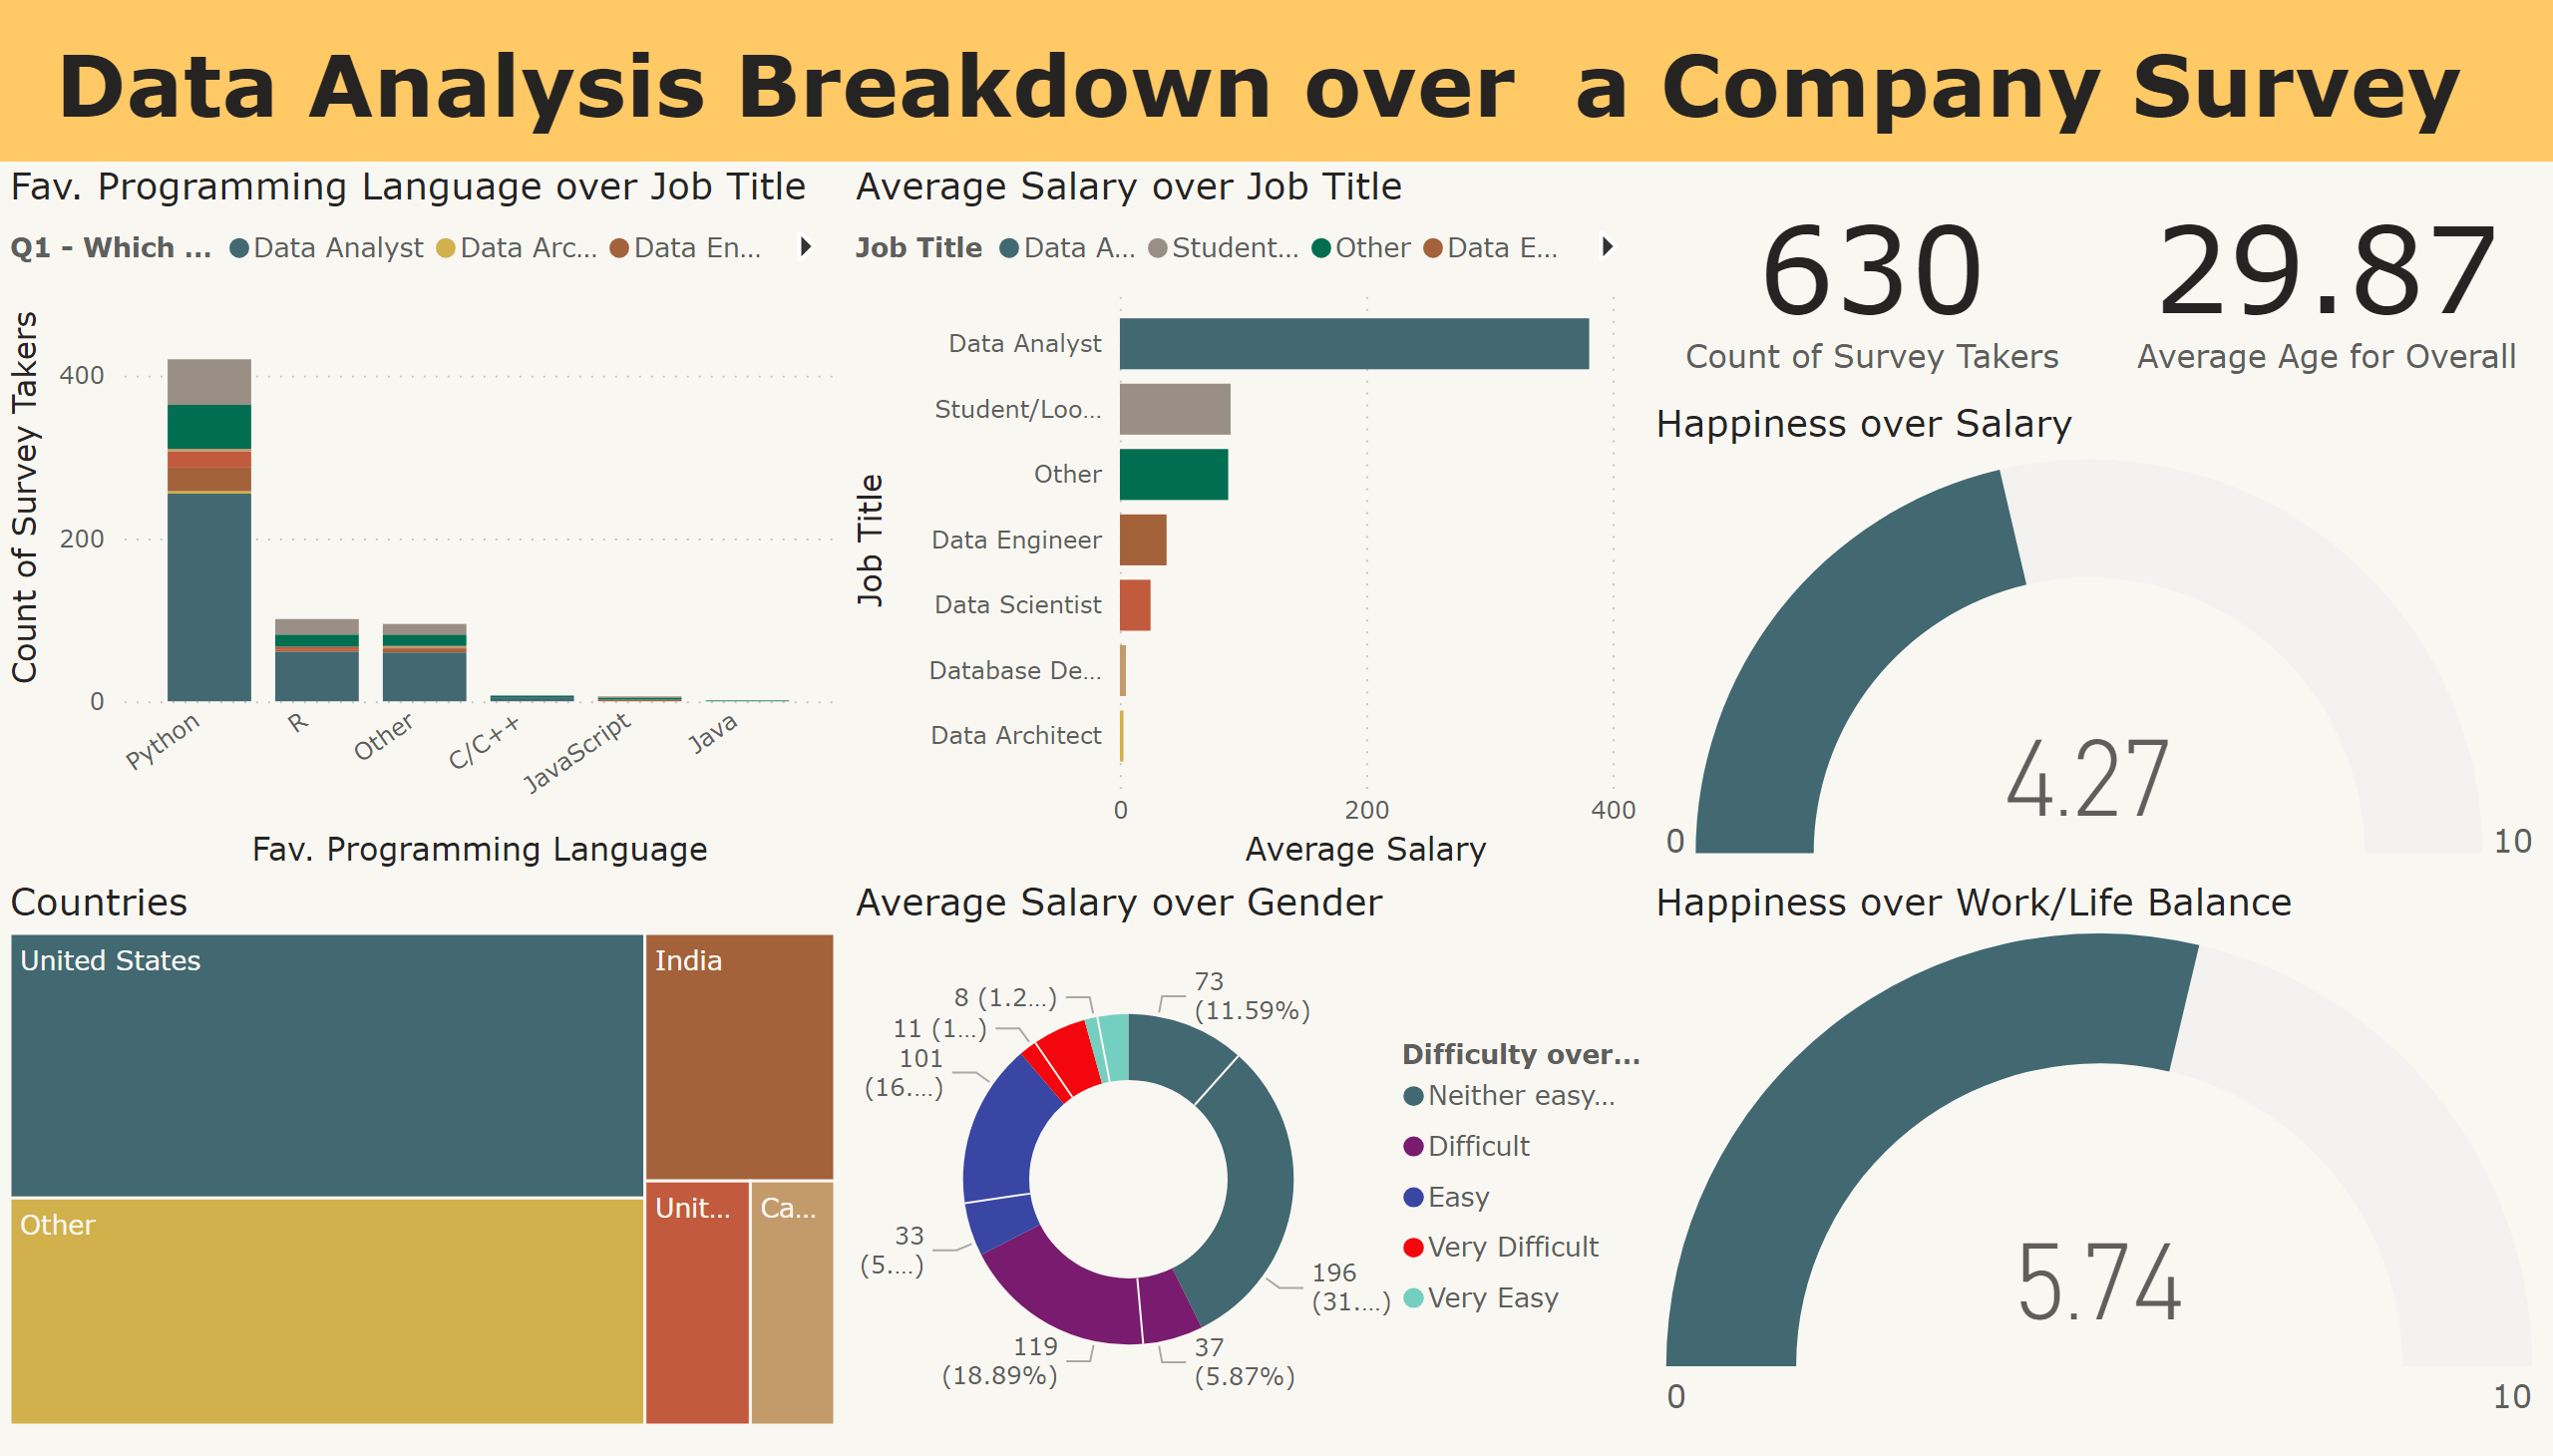 Data Analysis Breakdown over  a Company Survey
Fav. Programming Language over Job Title
Q1 - Which ... Data Analyst Data Arc... Data En...
Count of Survey Takers
400
200
0
Python R Other C/C++ JavaScript Java
Fav. Programming Language
Average Salary over Job Title
Job Title Data A... Student... Other Data E...
Job Title
Data Analyst
Student/Loo...
Other
Data Engineer
Data Scientist
Database De...
Data Architect
0 200 400
Average Salary
630
Count of Survey Takers
29.87
Average Age for Overall
Happiness over Salary
4.27
0 10
Countries
United States
India
Other
Unit...
Ca...
Average Salary over Gender
73
(11.59%)
196
(31....)
37
(5.87%)
119
(18.89%)
33
(5....)
101
(16....)
11 (1...)
8 (1.2...)
Difficulty over...
Neither easy...
Difficult
Easy
Very Difficult
Very Easy
Happiness over Work/Life Balance
5.74
0 10